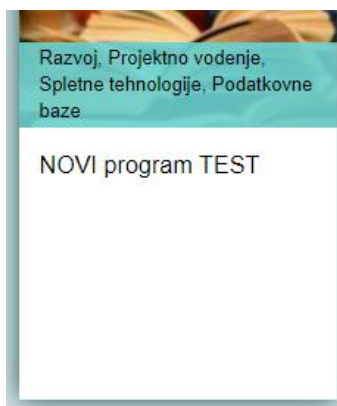 Razvoj, Projektno vodenje,
Spletne tehnologije, Podatkovne
baze
NOVI program TEST